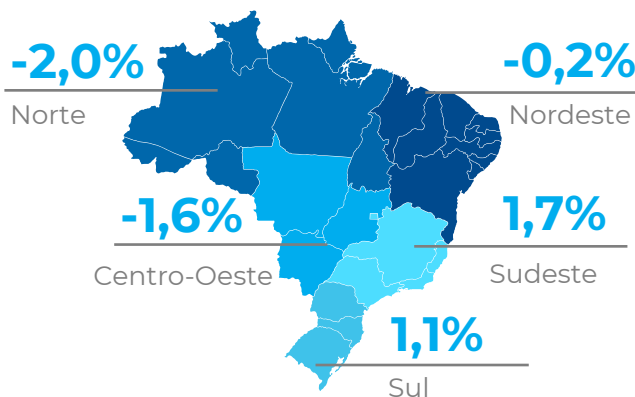 -2,0%
Norte
-0,2%
Nordeste
-1,6%
Centro-Oeste
1,7%
Sudeste
1,1%
Sul